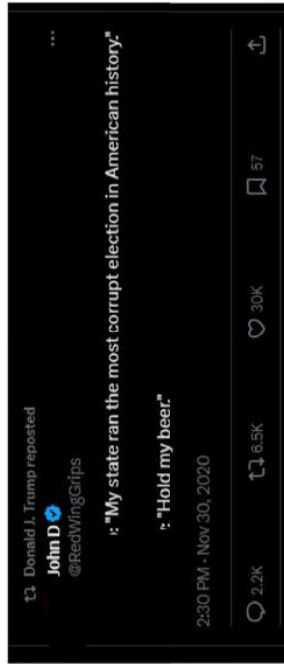 Donald J. Trump reposted
John D
@RedWingGrips
: "My state ran the most corrupt election in American history."
: "Hold my beer."
2:30 PM · Nov 30, 2020
2.2K 6.5K 30K 57